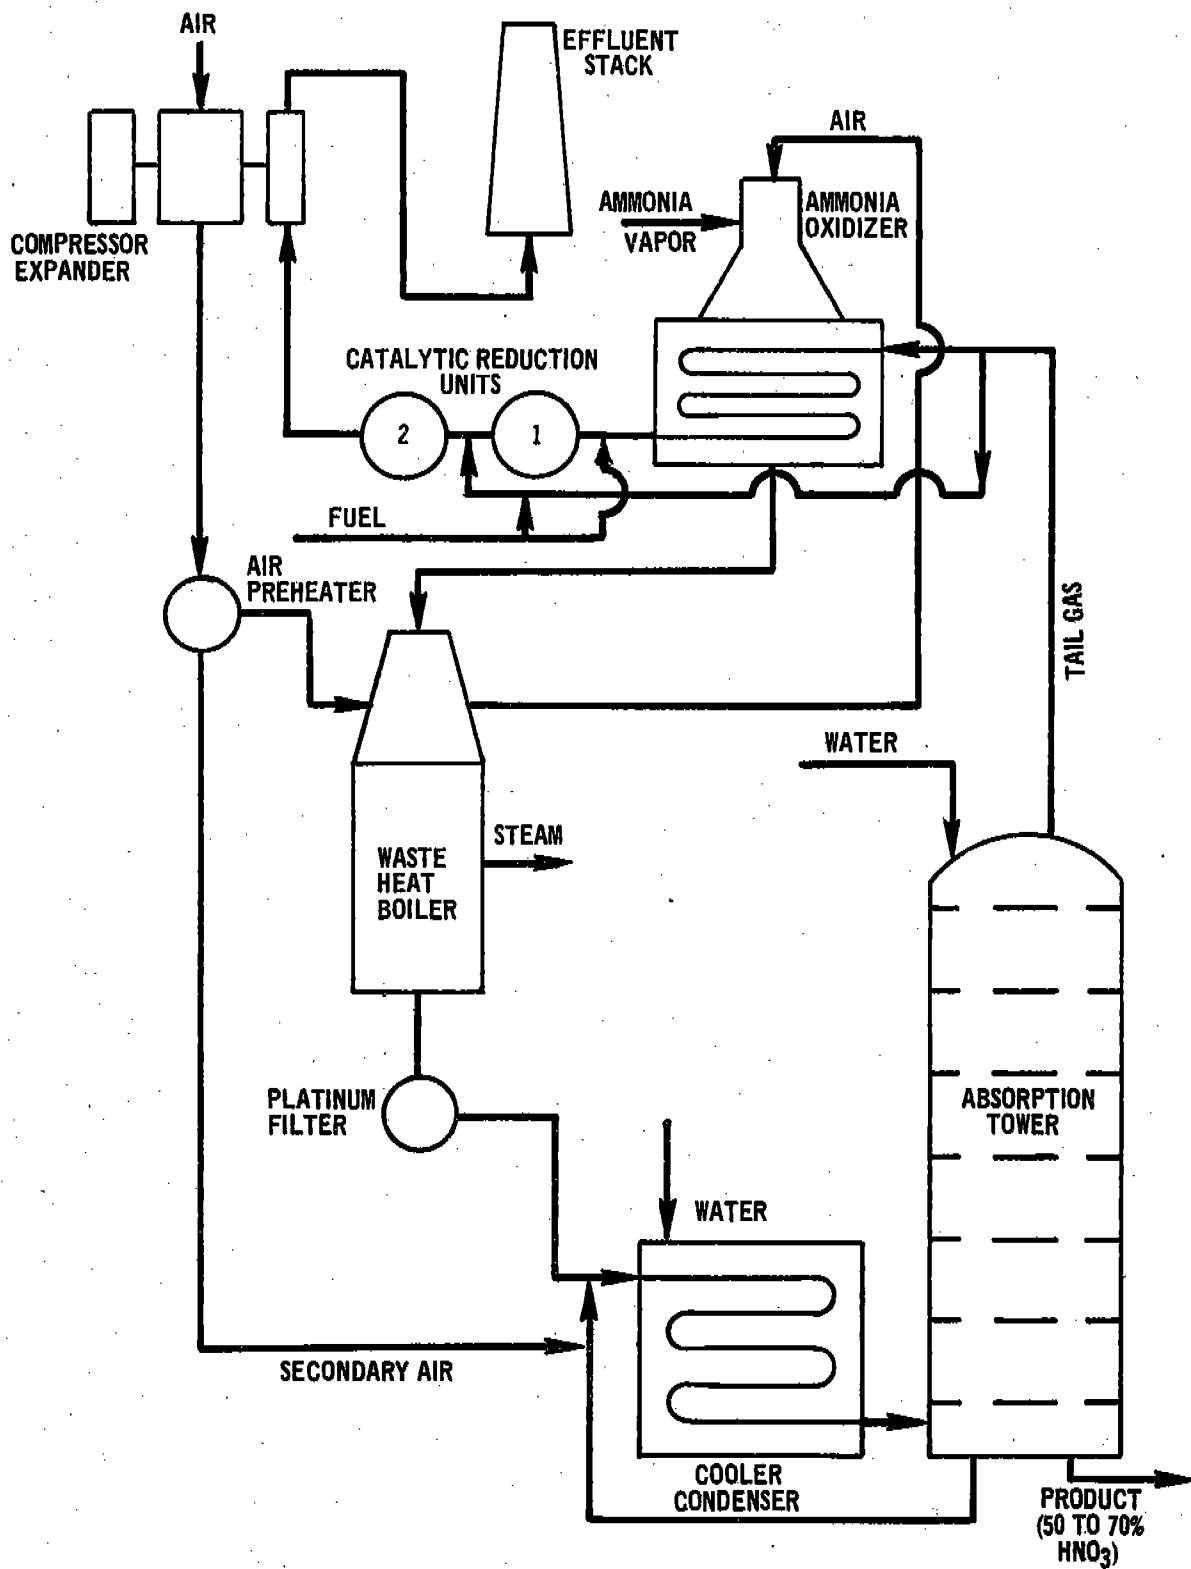 AIR
EFFLUENT
STACK
COMPRESSOR
EXPANDER
AIR
AMMONIA
VAPOR
AMMONIA
OXIDIZER
CATALYTIC REDUCTION
UNITS
2
1
FUEL
AIR
PREHEATER
TAIL GAS
WATER
STEAM
WASTE
HEAT
BOILER
PLATINUM
FILTER
ABSORPTION
TOWER
WATER
SECONDARY AIR
COOLER
CONDENSER
PRODUCT
(50 TO 70%
HNO3)